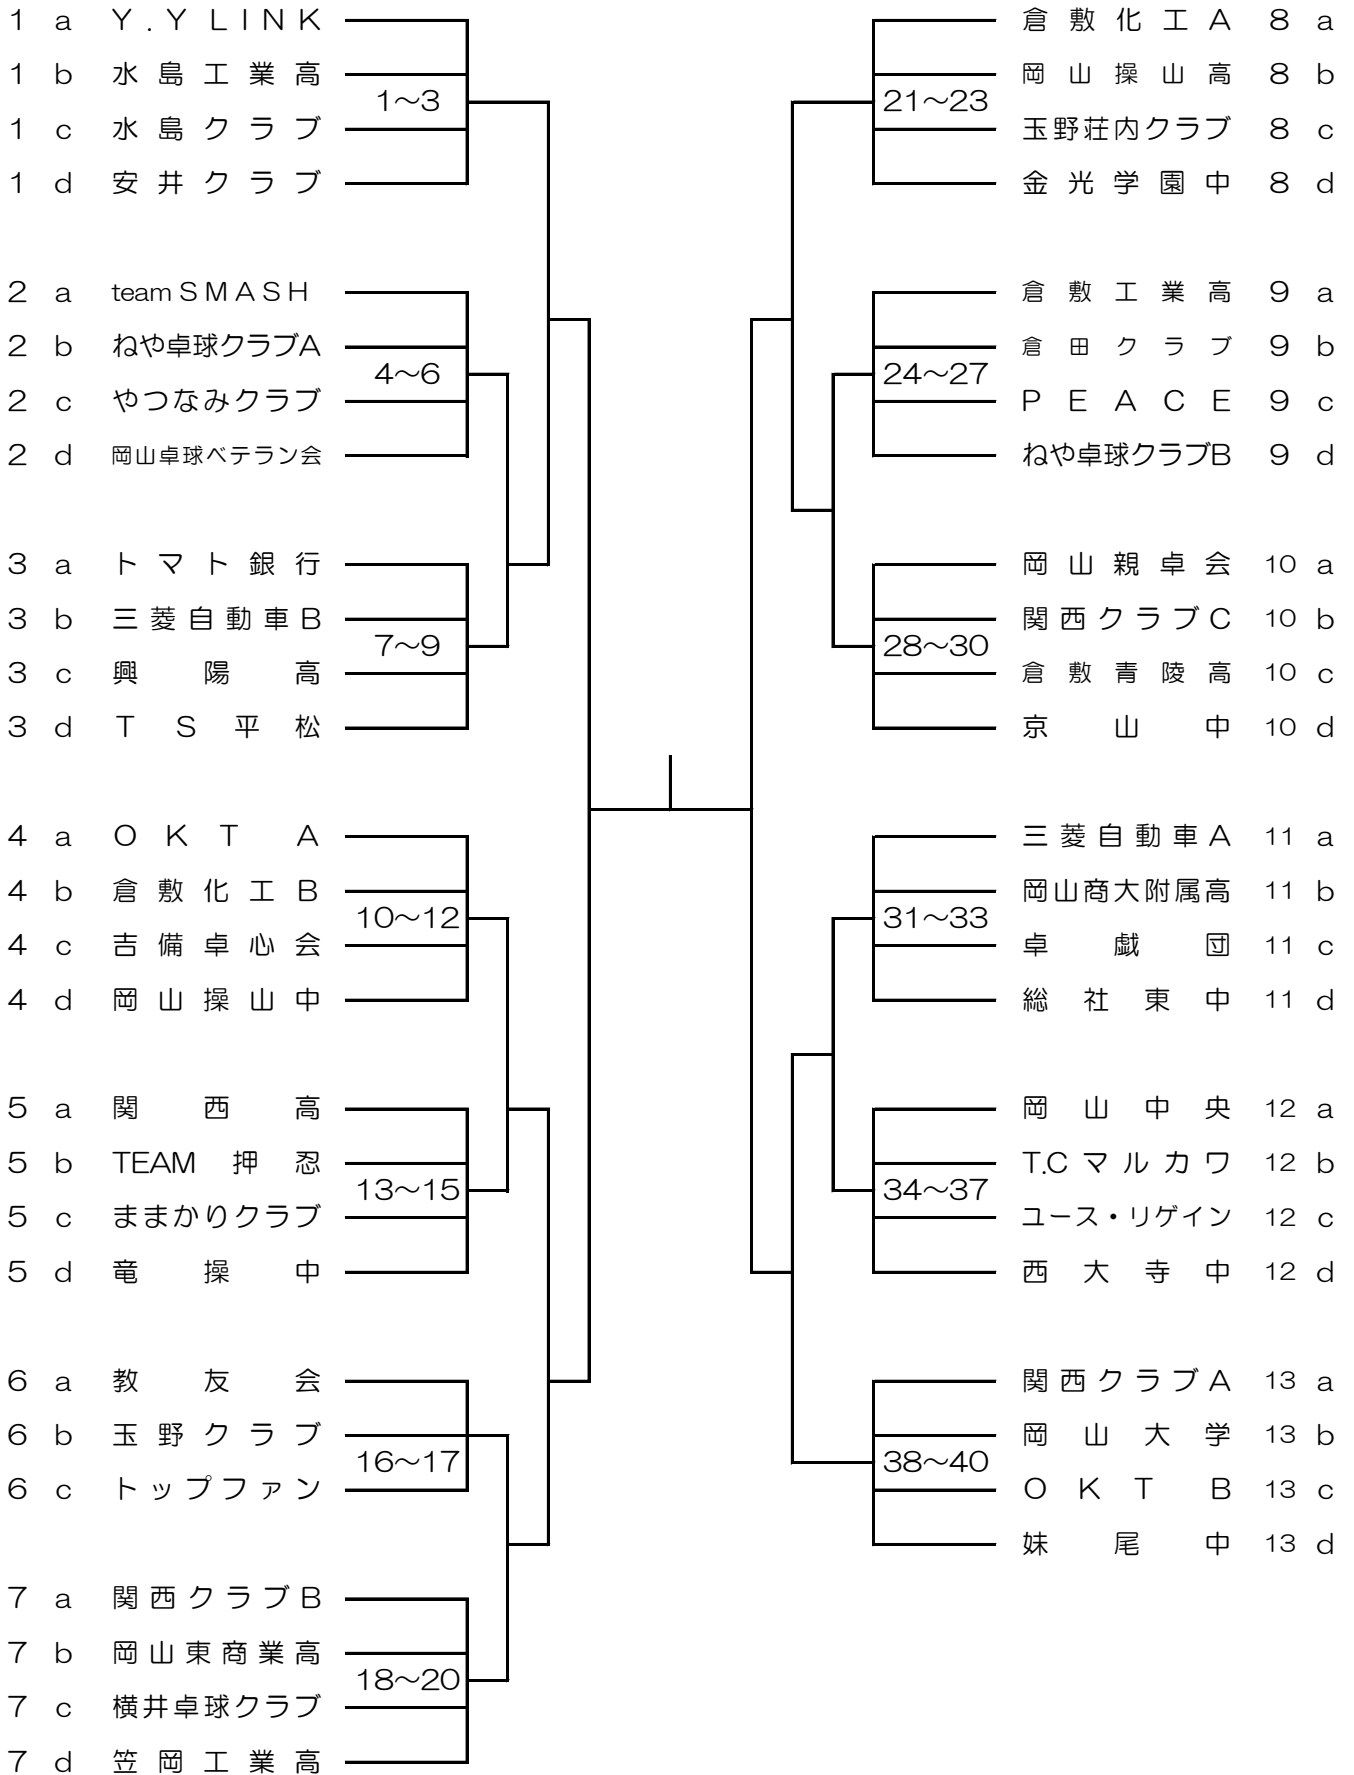 1 a Y.Y LINK
1 b 水島工業高
1～3
1 c 水島クラブ
1 d 安井クラブ
2 a team SMASH
2 b ねや卓球クラブA
4～6
2 c やつなみクラブ
2 d 岡山卓球ベテラン会
3 a トマト銀行
3 b 三菱自動車B
7～9
3 c 興陽高
3 d TS平松
4 a OKT A
4 b 倉敷化工B
10～12
4 c 吉備卓心会
4 d 岡山操山中
5 a 関西高
5 b TEAM 押忍
13～15
5 c ままかりクラブ
5 d 竜操中
6 a 教友会
6 b 玉野クラブ
16～17
6 c トップファン
7 a 関西クラブB
7 b 岡山東商業高
18～20
7 c 横井卓球クラブ
7 d 笠岡工業高
倉敷化工A 8 a
岡山操山高 8 b
21～23
玉野荘内クラブ 8 c
金光学園中 8 d
倉敷工業高 9 a
倉田クラブ 9 b
24～27
PEACE 9 c
ねや卓球クラブB 9 d
岡山親卓会 10 a
関西クラブC 10 b
28～30
倉敷青陵高 10 c
京山中 10 d
三菱自動車A 11 a
岡山商大附属高 11 b
31～33
卓戯団 11 c
総社東中 11 d
岡山中央 12 a
T.Cマルカワ 12 b
34～37
ユース・リゲイン 12 c
西大寺中 12 d
関西クラブA 13 a
岡山大学 13 b
38～40
OKT B 13 c
妹尾中 13 d